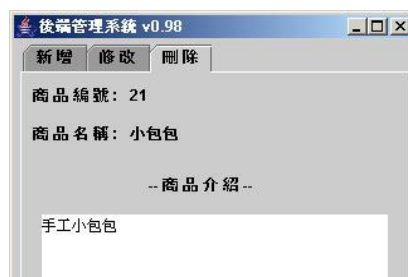 後端管理系統 v0.98
新增 修改 刪除
商品編號: 21
商品名稱: 小包包
--商品介紹--
手工小包包